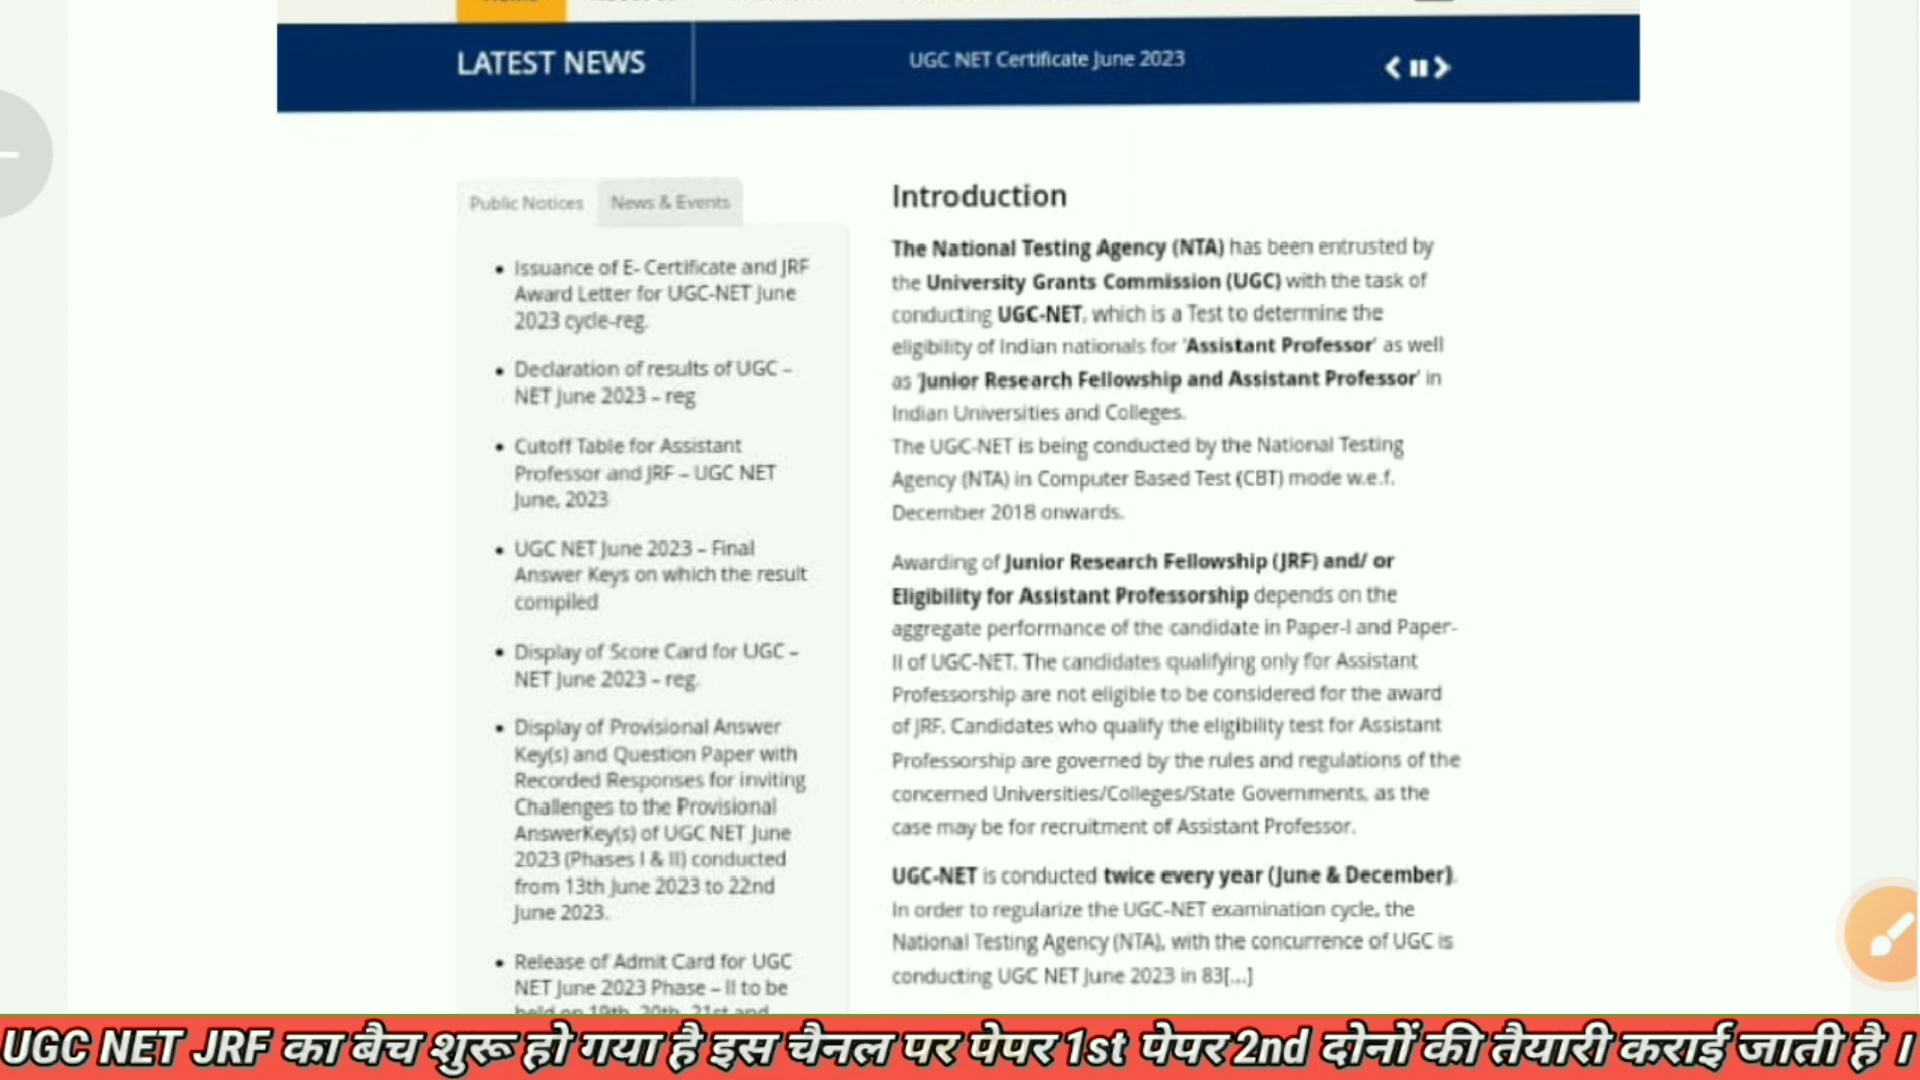 LATEST NEWS
UGC NET Certificate June 2023
Public Notices
News & Events
Issuance of E- Certificate and JRF
Award Letter for UGC-NET June
2023 cycle-reg.
Declaration of results of UGC –
NET June 2023 – reg
Cutoff Table for Assistant
Professor and JRF – UGC NET
June, 2023
UGC NET June 2023 – Final
Answer Keys on which the result
compiled
Display of Score Card for UGC –
NET June 2023 – reg.
Display of Provisional Answer
Key(s) and Question Paper with
Recorded Responses for inviting
Challenges to the Provisional
AnswerKey(s) of UGC NET June
2023 (Phases I & II) conducted
from 13th June 2023 to 22nd
June 2023.
Release of Admit Card for UGC
NET June 2023 Phase – II to be
held on 19th, 20th, 21st and
Introduction
The National Testing Agency (NTA) has been entrusted by
the University Grants Commission (UGC) with the task of
conducting UGC-NET, which is a Test to determine the
eligibility of Indian nationals for 'Assistant Professor' as well
as 'Junior Research Fellowship and Assistant Professor' in
Indian Universities and Colleges.
The UGC-NET is being conducted by the National Testing
Agency (NTA) in Computer Based Test (CBT) mode w.e.f.
December 2018 onwards.
Awarding of Junior Research Fellowship (JRF) and/ or
Eligibility for Assistant Professorship depends on the
aggregate performance of the candidate in Paper-I and Paper-
II of UGC-NET. The candidates qualifying only for Assistant
Professorship are not eligible to be considered for the award
of JRF. Candidates who qualify the eligibility test for Assistant
Professorship are governed by the rules and regulations of the
concerned Universities/Colleges/State Governments, as the
case may be for recruitment of Assistant Professor.
UGC-NET is conducted twice every year (June & December).
In order to regularize the UGC-NET examination cycle, the
National Testing Agency (NTA), with the concurrence of UGC is
conducting UGC NET June 2023 in 83[...]
UGC NET JRF का बैच शुरू हो गया है इस चैनल पर पेपर 1st पेपर 2nd दोनों की तैयारी कराई जाती है ।